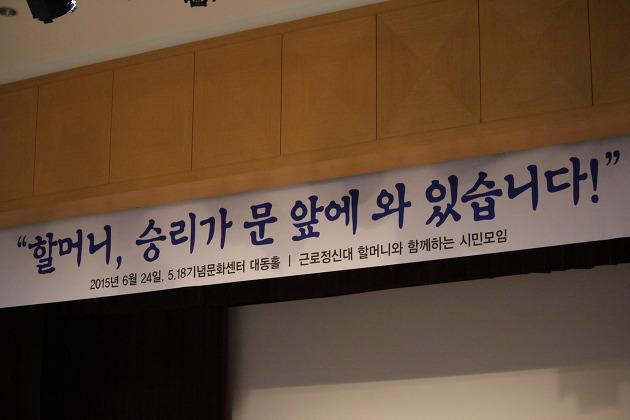 “할머니, 승리가 문 앞에 와 있습니다!”
2015년 6월 24일. 5.18기념문화센터 대동홀 | 근로정신대 할머니와 함께하는 시민모임